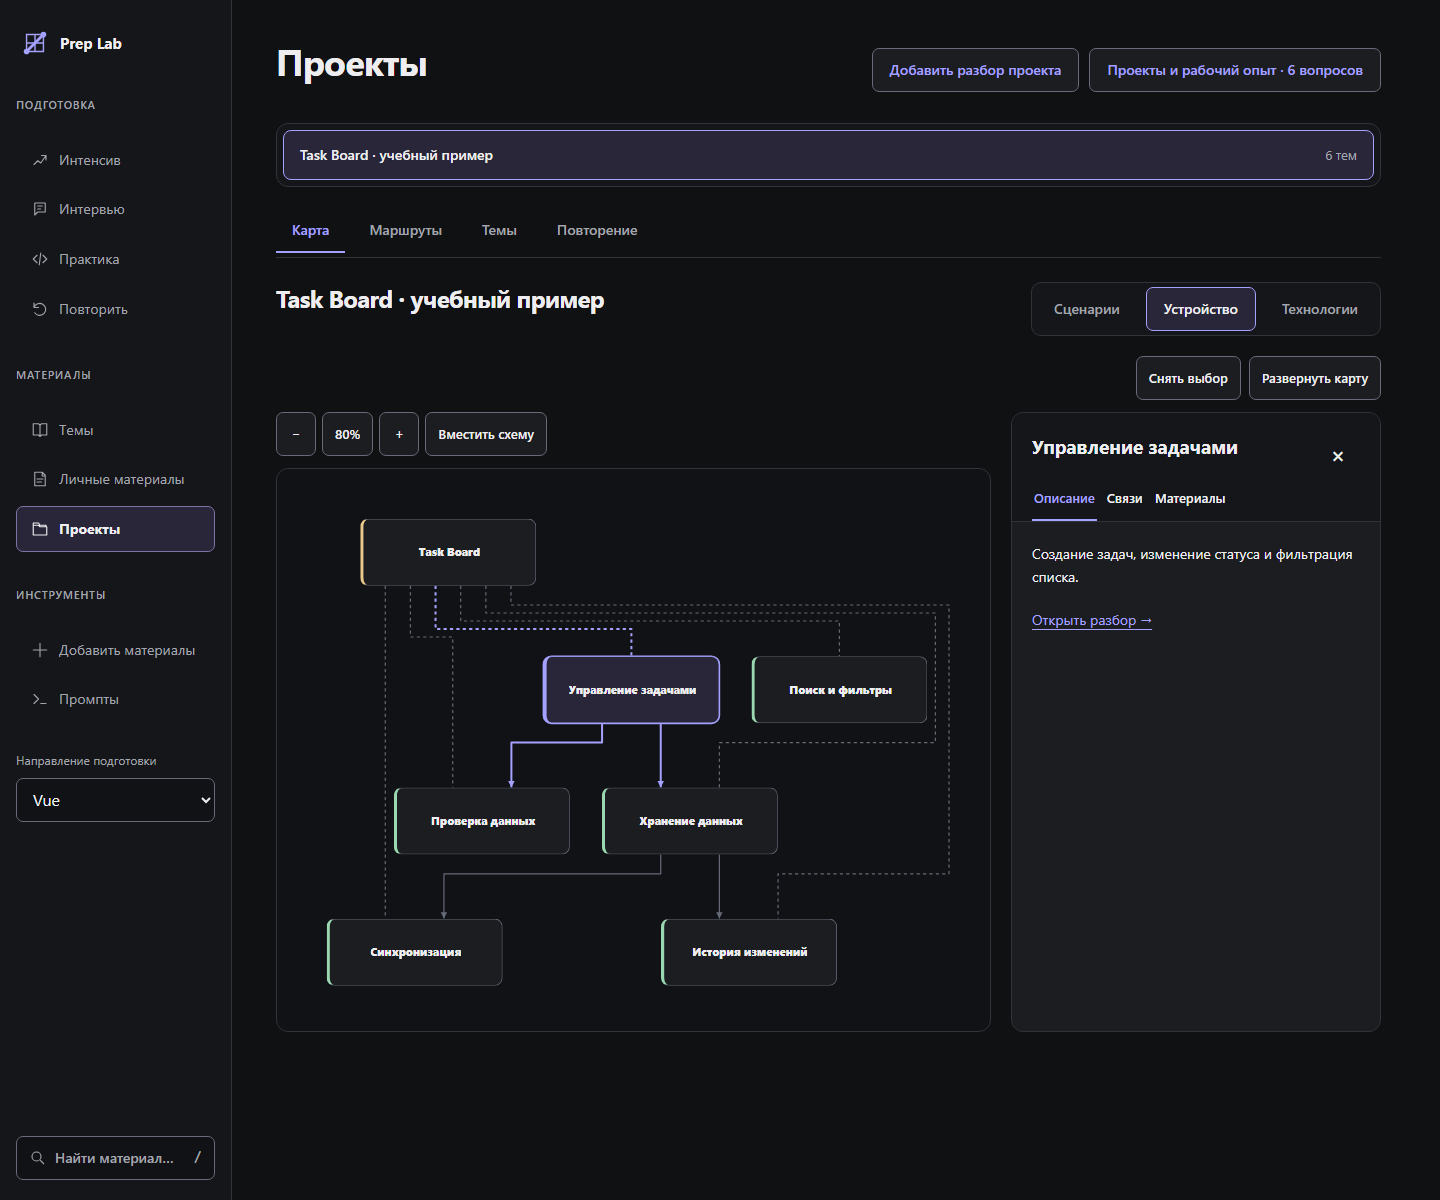 Prep Lab
ПОДГОТОВКА
Интенсив
Интервью
Практика
Повторить
МАТЕРИАЛЫ
Темы
Личные материалы
Проекты
ИНСТРУМЕНТЫ
Добавить материалы
Промпты
Направление подготовки
Vue
Найти материал... /
Проекты
Добавить разбор проекта
Проекты и рабочий опыт · 6 вопросов
Task Board · учебный пример
6 тем
Карта
Маршруты
Темы
Повторение
Task Board · учебный пример
Сценарии
Устройство
Технологии
Снять выбор
Развернуть карту
−
80%
+
Вместить схему
Task Board
Управление задачами
Поиск и фильтры
Проверка данных
Хранение данных
Синхронизация
История изменений
Управление задачами
×
Описание
Связи
Материалы
Создание задач, изменение статуса и фильтрация
списка.
Открыть разбор →